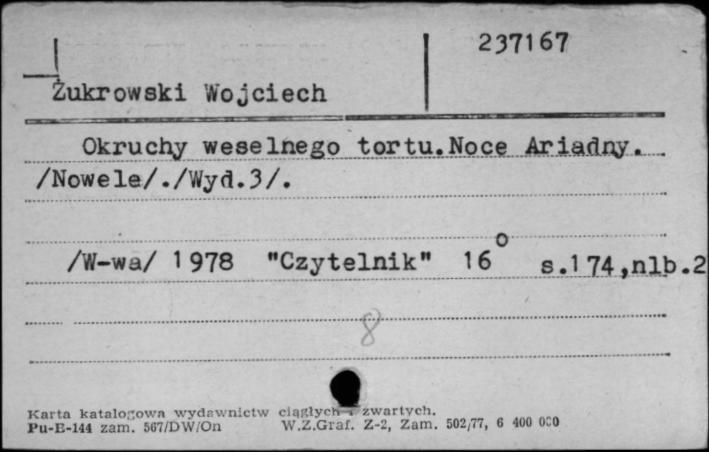 237167
Żukrowski Wojciech
Okruchy weselnego tortu.Noce Ariadny.
/Nowele/./Wyd.3/.
/W-wa/ 1978 "Czytelnik" 16° s.174,nlb.2
8
Karta katalogowa wydawnictw ciągłych i zwartych.
Pu-E-144 zam. 567/DW/On W.Z.Graf. Z-2, Zam. 502/77, 6 400 000